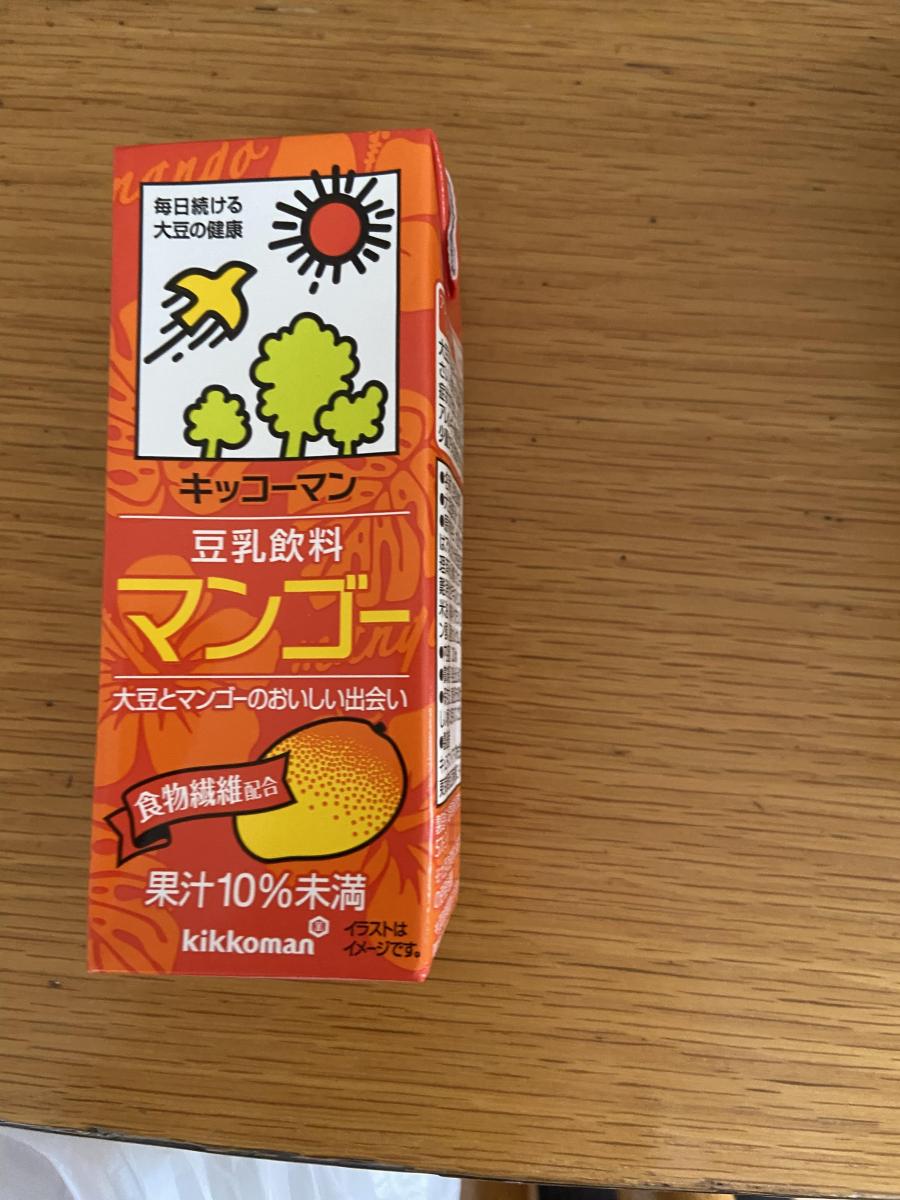 mango
毎日続ける
大豆の健康
キッコーマン
豆乳飲料
マンゴー
mang
大豆とマンゴーのおいしい出会い
食物繊維配合
果汁10%未満
kikkoman
イラストは
イメージです。